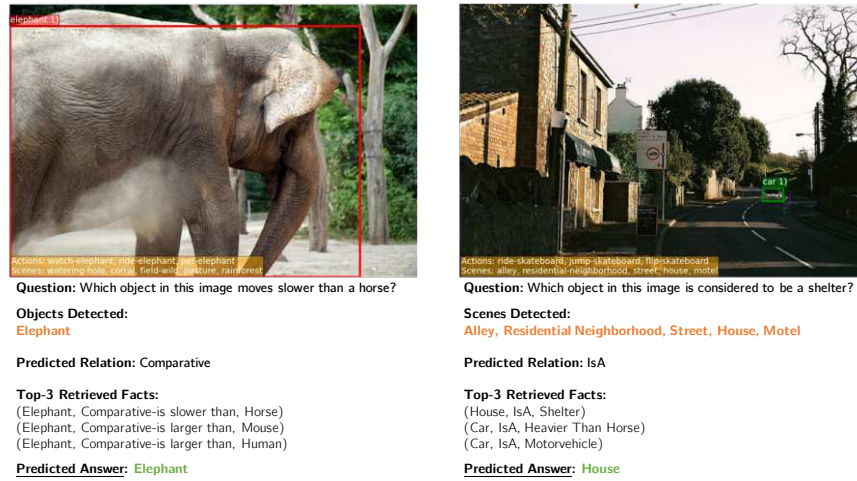 elephant 1)
Actions: watch-elephant, ride-elephant, pet-elephant
Scenes: watering hole, corral, field-wild, pasture, rainforest
Question: Which object in this image moves slower than a horse?
Objects Detected:
Elephant
Predicted Relation: Comparative
Top-3 Retrieved Facts:
(Elephant, Comparative-is slower than, Horse)
(Elephant, Comparative-is larger than, Mouse)
(Elephant, Comparative-is larger than, Human)
Predicted Answer: Elephant
car 1)
Actions: ride-skateboard, jump-skateboard, flip-skateboard
Scenes: alley, residential-neighborhood, street, house, motel
Question: Which object in this image is considered to be a shelter?
Scenes Detected:
Alley, Residential Neighborhood, Street, House, Motel
Predicted Relation: IsA
Top-3 Retrieved Facts:
(House, IsA, Shelter)
(Car, IsA, Heavier Than Horse)
(Car, IsA, Motorvehicle)
Predicted Answer: House